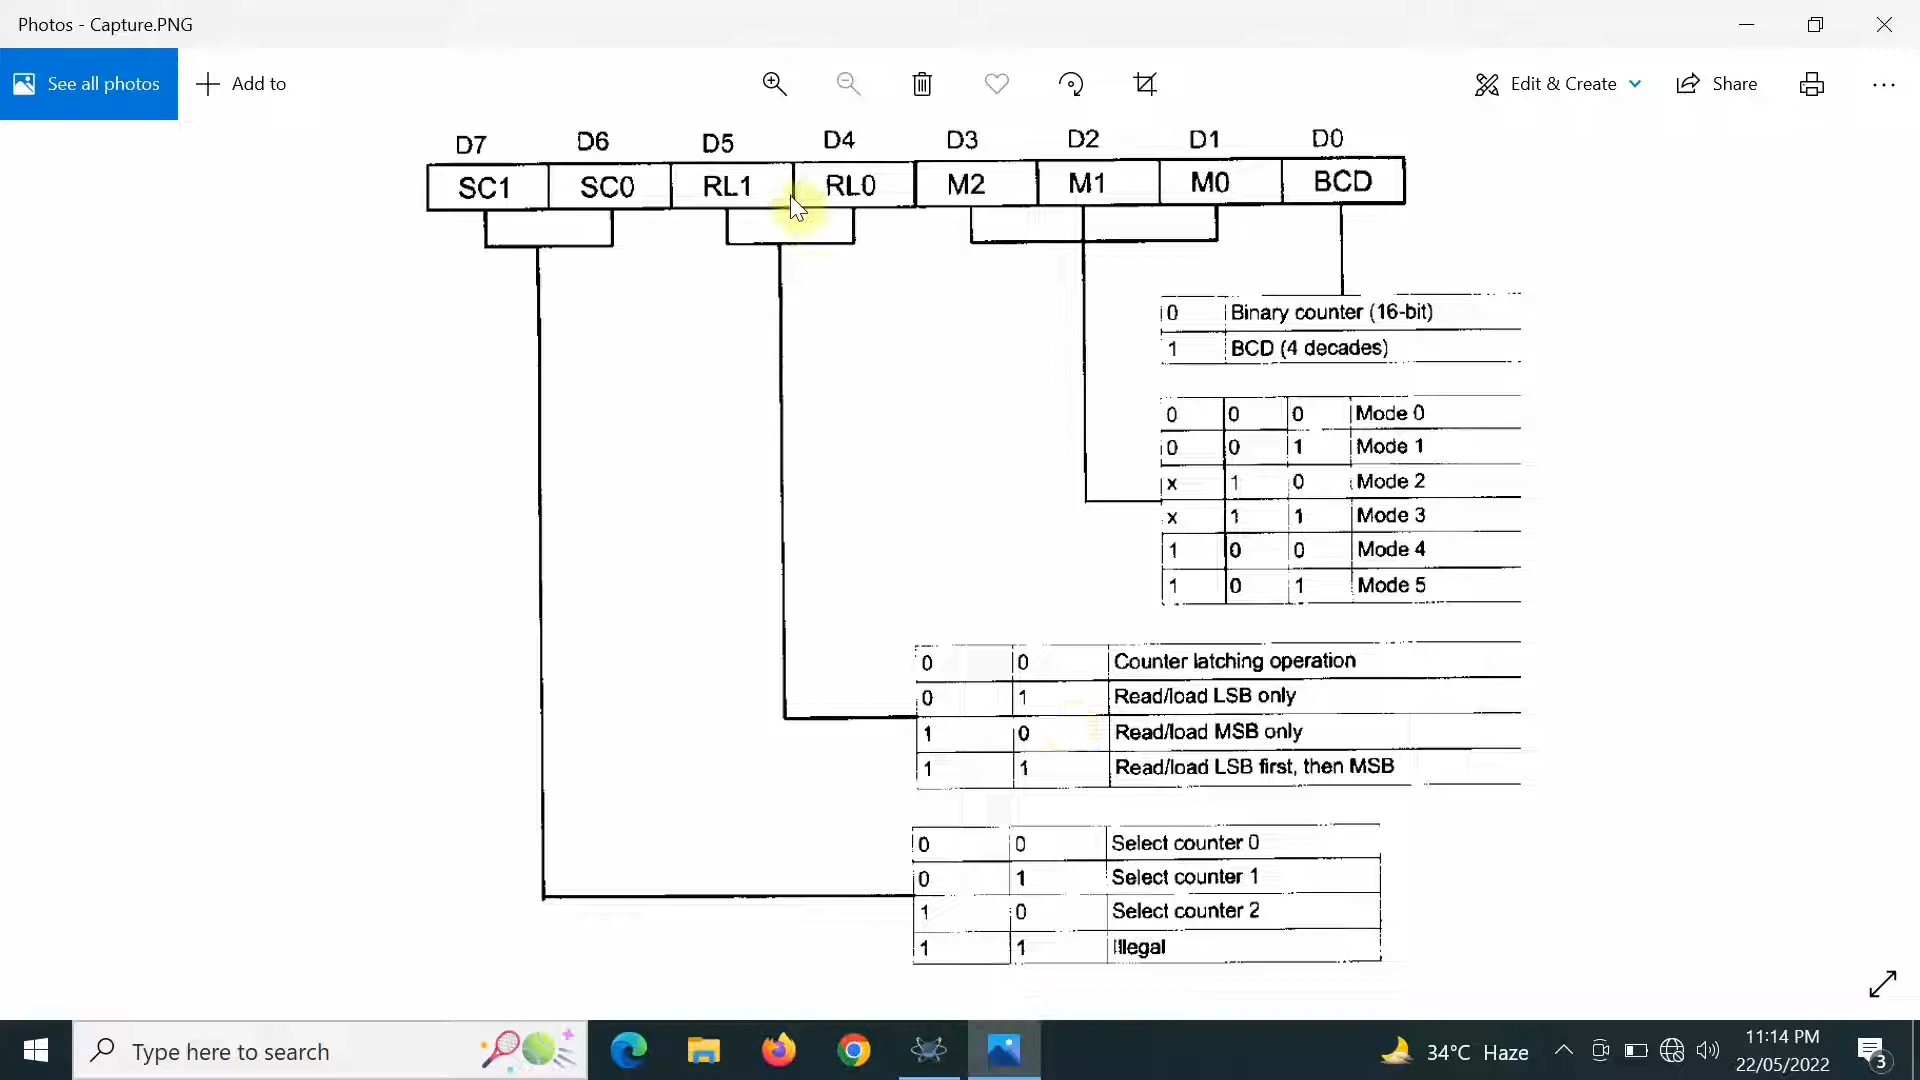 Photos - Capture.PNG
See all photos
Add to
Edit & Create
Share
D7 D6 D5 D4 D3 D2 D1 D0
SC1 SC0 RL1 RL0 M2 M1 M0 BCD
0 Binary counter (16-bit)
1 BCD (4 decades)
0 0 0 Mode 0
0 0 1 Mode 1
x 1 0 Mode 2
x 1 1 Mode 3
1 0 0 Mode 4
1 0 1 Mode 5
0 0 Counter latching operation
0 1 Read/load LSB only
1 0 Read/load MSB only
1 1 Read/load LSB first, then MSB
0 0 Select counter 0
0 1 Select counter 1
1 0 Select counter 2
1 1 Illegal
Type here to search
34°C Haze
11:14 PM
22/05/2022
3